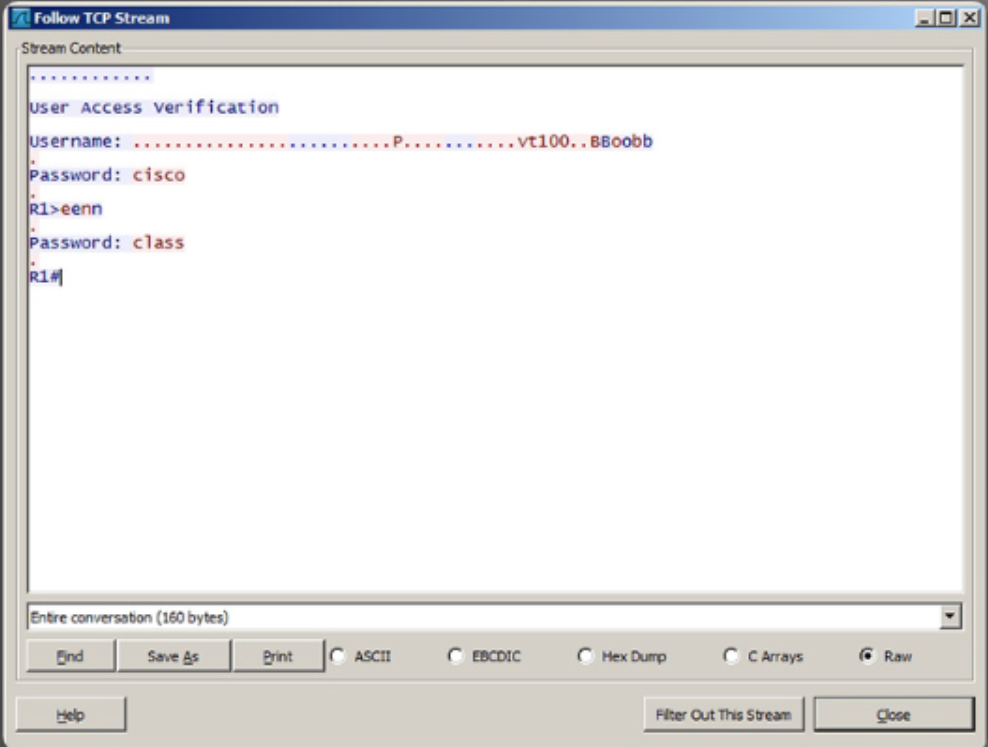 Follow TCP Stream
Stream Content
............
User Access Verification
Username: ..............................P...........vt100..BBoobb
.
Password: cisco
.
R1>eenn
.
Password: class
.
R1#
Entire conversation (160 bytes)
Find Save As Print ASCII EBCDIC Hex Dump C Arrays Raw
Help Filter Out This Stream Close